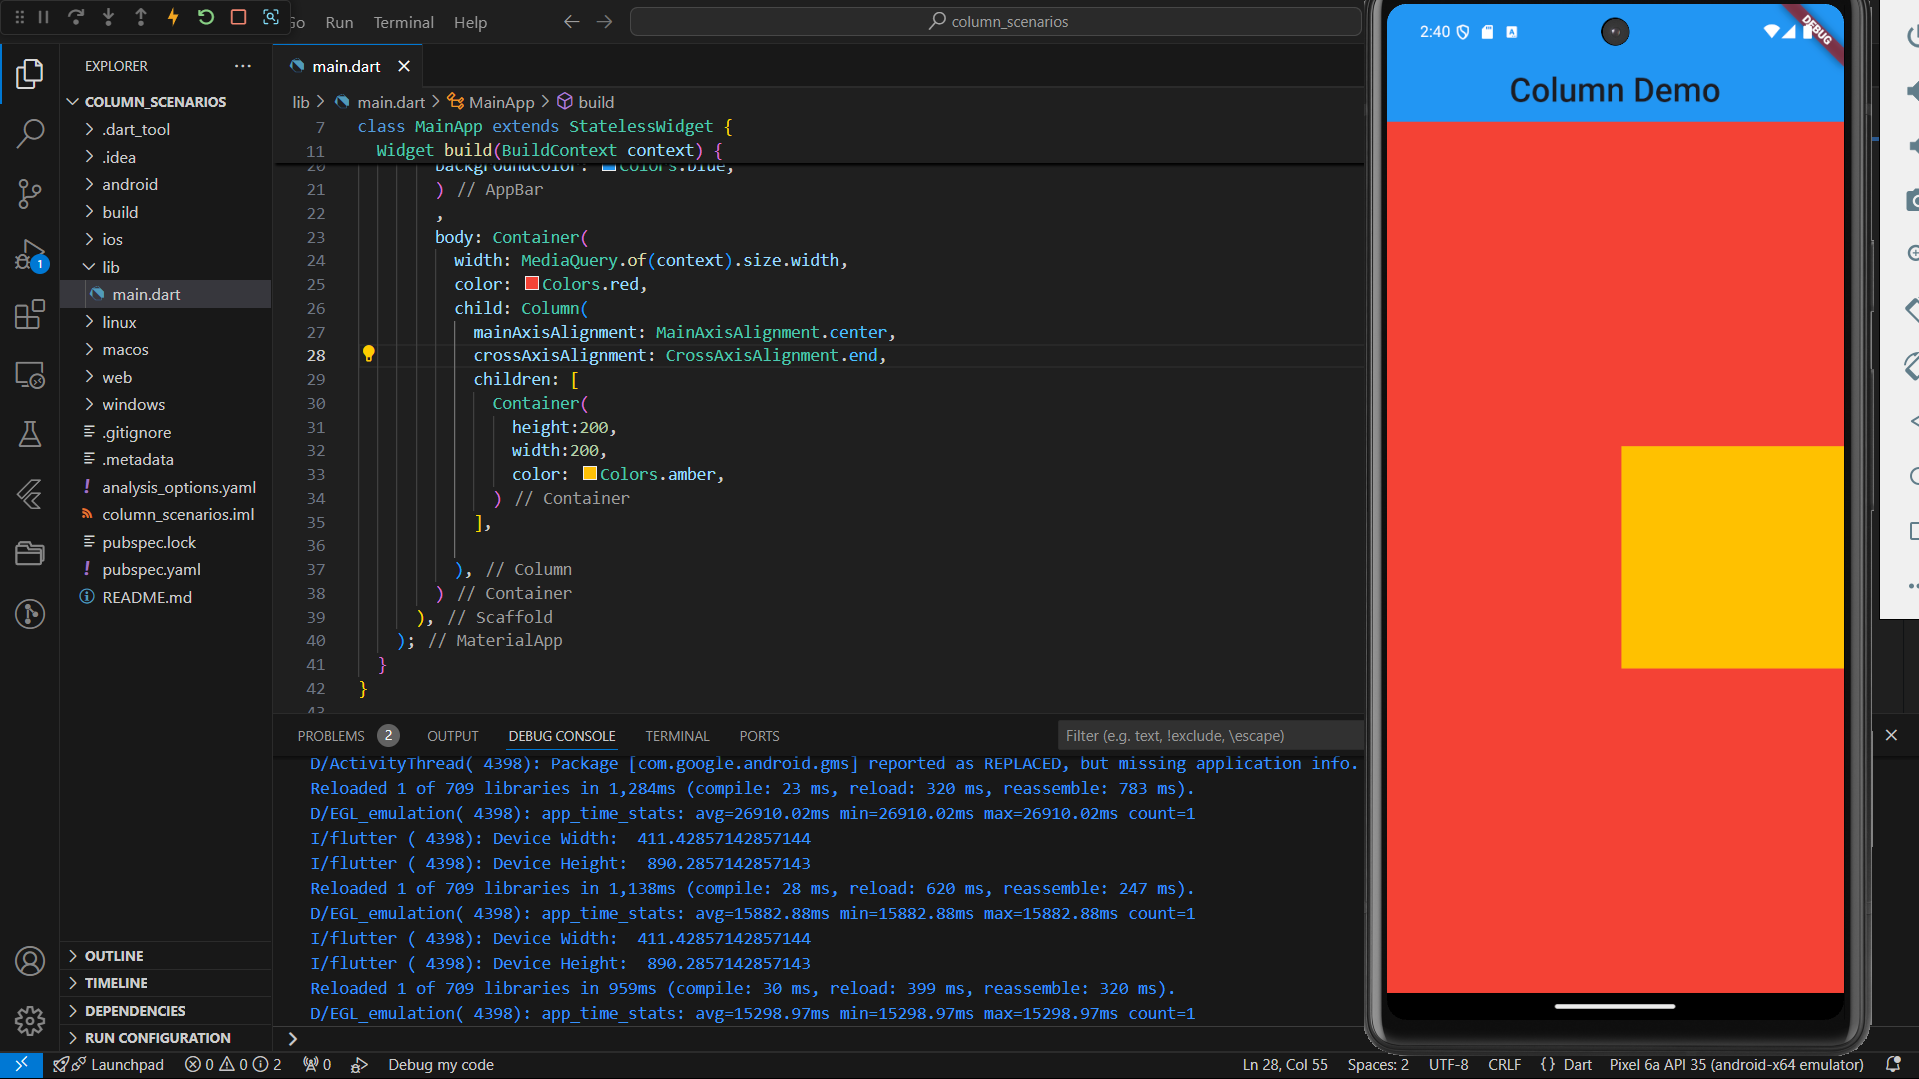 Go Run Terminal Help
column_scenarios
EXPLORER
COLUMN_SCENARIOS
.dart_tool
.idea
android
build
ios
lib
main.dart
linux
macos
web
windows
.gitignore
.metadata
analysis_options.yaml
column_scenarios.iml
pubspec.lock
pubspec.yaml
README.md
OUTLINE
TIMELINE
DEPENDENCIES
RUN CONFIGURATION
1
main.dart
lib > main.dart > MainApp > build
7 class MainApp extends StatelessWidget {
11 Widget build(BuildContext context) {
20 backgroundColor: Colors.blue,
21 ) // AppBar
22 ,
23 body: Container(
24 width: MediaQuery.of(context).size.width,
25 color: Colors.red,
26 child: Column(
27 mainAxisAlignment: MainAxisAlignment.center,
28 crossAxisAlignment: CrossAxisAlignment.end,
29 children: [
30 Container(
31 height:200,
32 width:200,
33 color: Colors.amber,
34 ) // Container
35 ],
36
37 ), // Column
38 ) // Container
39 ), // Scaffold
40 ); // MaterialApp
41 }
42 }
43
PROBLEMS 2 OUTPUT DEBUG CONSOLE TERMINAL PORTS
Filter (e.g. text, !exclude, \escape)
D/ActivityThread( 4398): Package [com.google.android.gms] reported as REPLACED, but missing application info.
Reloaded 1 of 709 libraries in 1,284ms (compile: 23 ms, reload: 320 ms, reassemble: 783 ms).
D/EGL_emulation( 4398): app_time_stats: avg=26910.02ms min=26910.02ms max=26910.02ms count=1
I/flutter ( 4398): Device Width:  411.42857142857144
I/flutter ( 4398): Device Height:  890.2857142857143
Reloaded 1 of 709 libraries in 1,138ms (compile: 28 ms, reload: 620 ms, reassemble: 247 ms).
D/EGL_emulation( 4398): app_time_stats: avg=15882.88ms min=15882.88ms max=15882.88ms count=1
I/flutter ( 4398): Device Width:  411.42857142857144
I/flutter ( 4398): Device Height:  890.2857142857143
Reloaded 1 of 709 libraries in 959ms (compile: 30 ms, reload: 399 ms, reassemble: 320 ms).
D/EGL_emulation( 4398): app_time_stats: avg=15298.97ms min=15298.97ms max=15298.97ms count=1
2:40
DEBUG
Column Demo
Launchpad 0 0 2 0 Debug my code
Ln 28, Col 55 Spaces: 2 UTF-8 CRLF {} Dart Pixel 6a API 35 (android-x64 emulator)